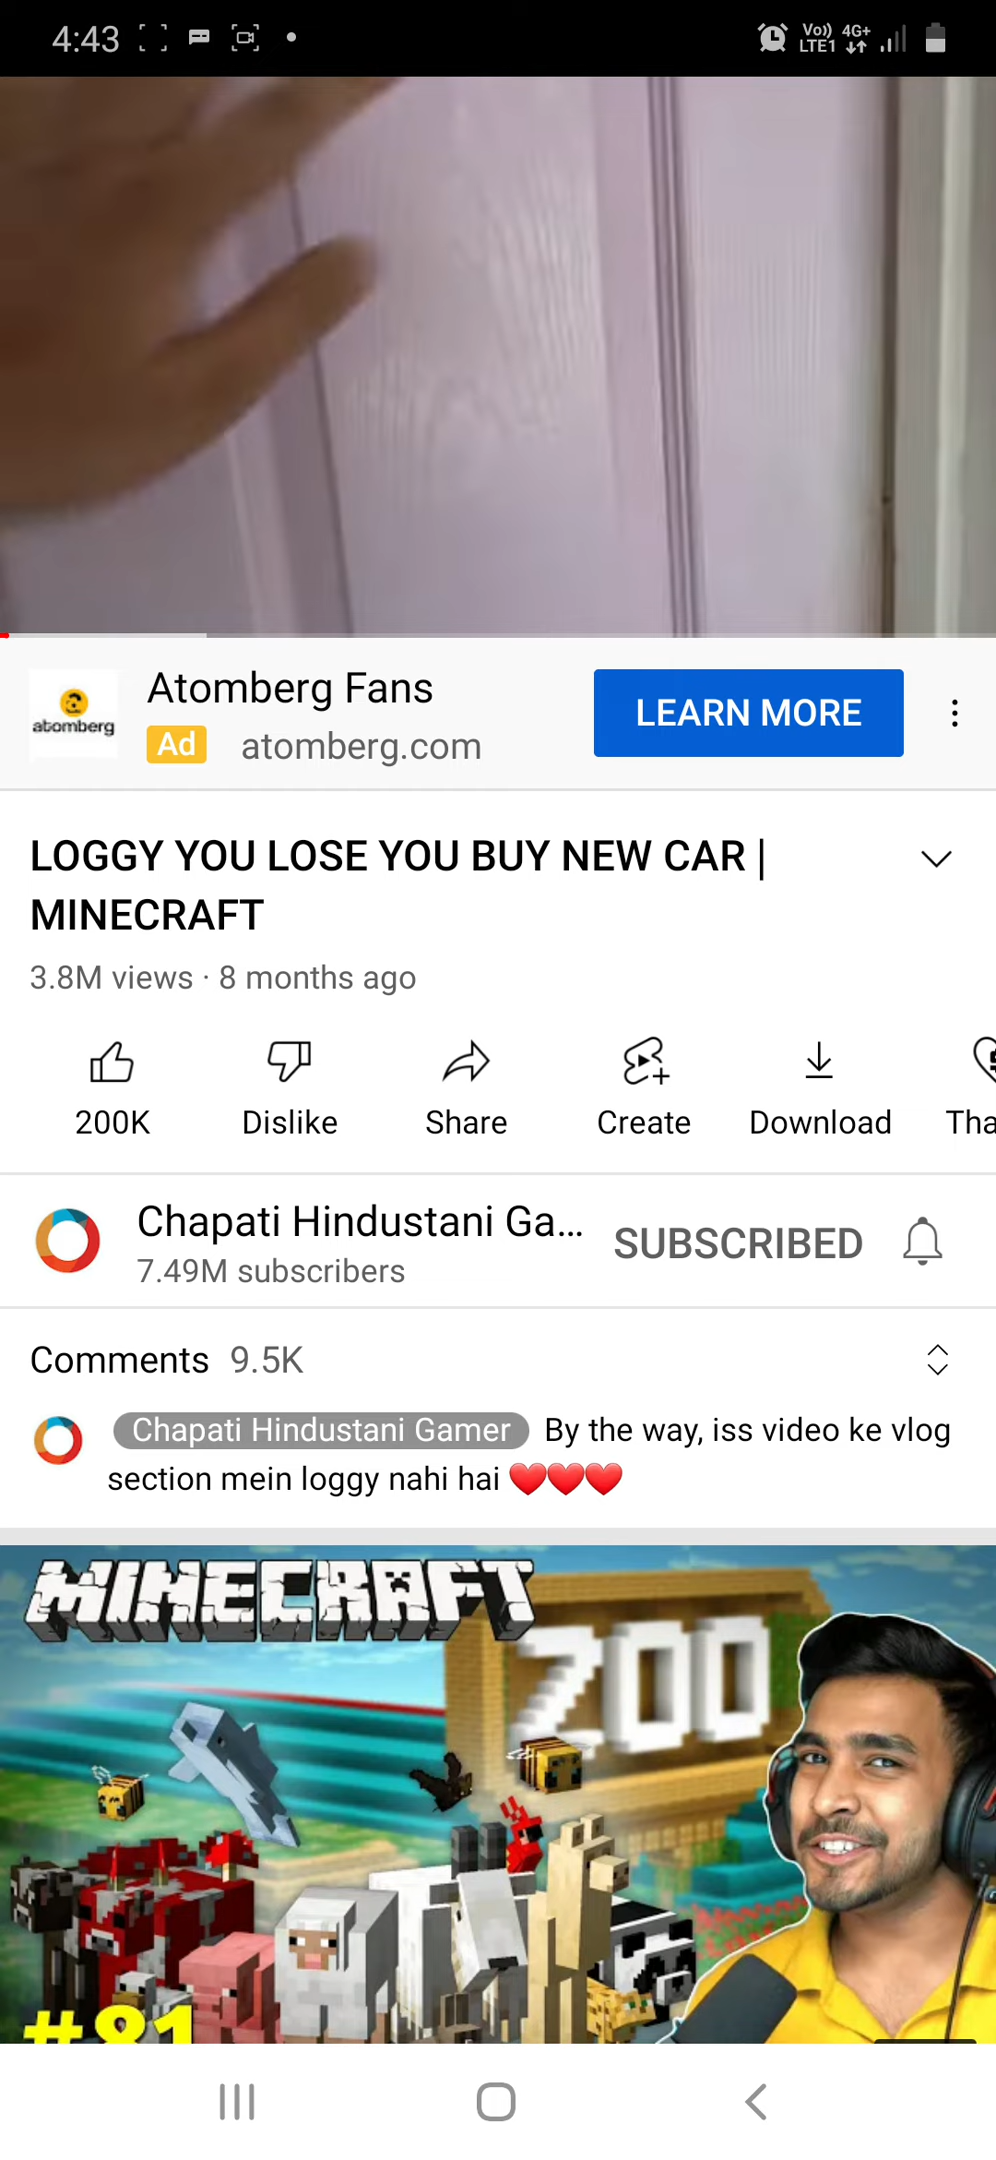 4:43
Vo)) 4G+
LTE1
Atomberg Fans
atomberg
Ad atomberg.com
LEARN MORE
LOGGY YOU LOSE YOU BUY NEW CAR |
MINECRAFT
3.8M views · 8 months ago
200K Dislike Share Create Download Tha
Chapati Hindustani Ga...
7.49M subscribers
SUBSCRIBED
Comments 9.5K
Chapati Hindustani Gamer By the way, iss video ke vlog
section mein loggy nahi hai ❤️❤️❤️
MINECRAFT
ZOO
#81